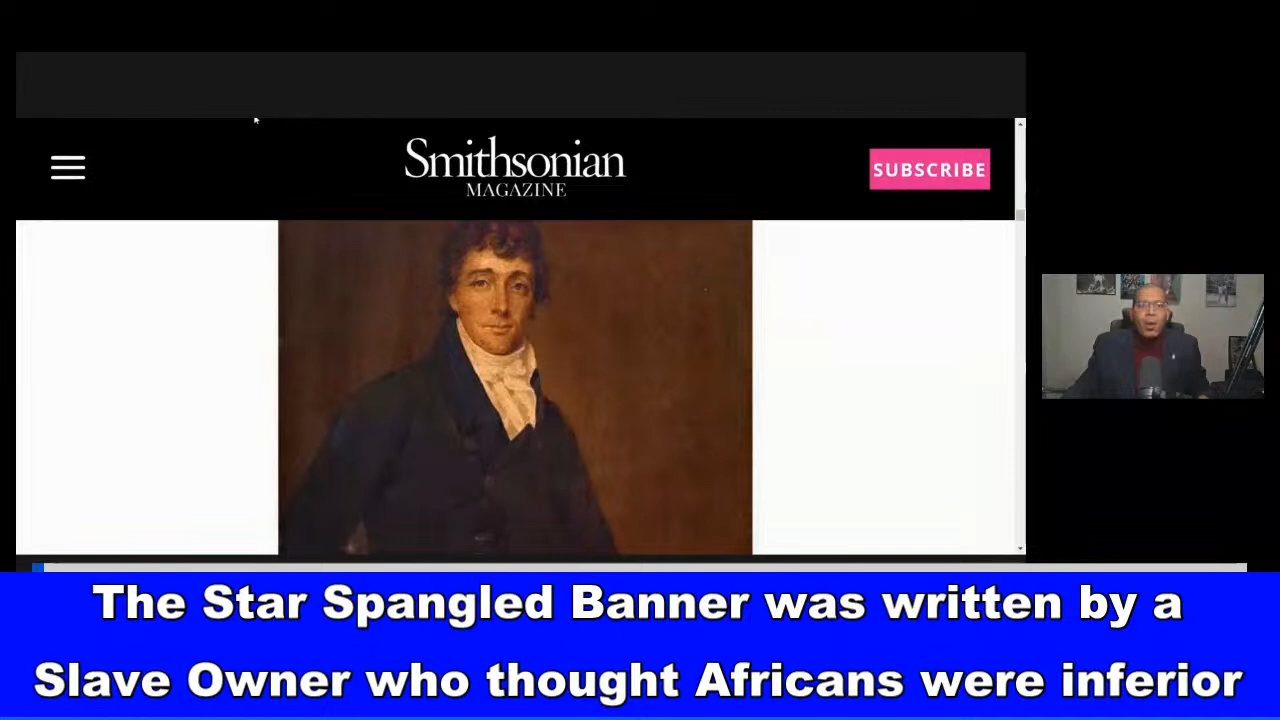 Smithsonian
MAGAZINE
SUBSCRIBE
The Star Spangled Banner was written by a
Slave Owner who thought Africans were inferior